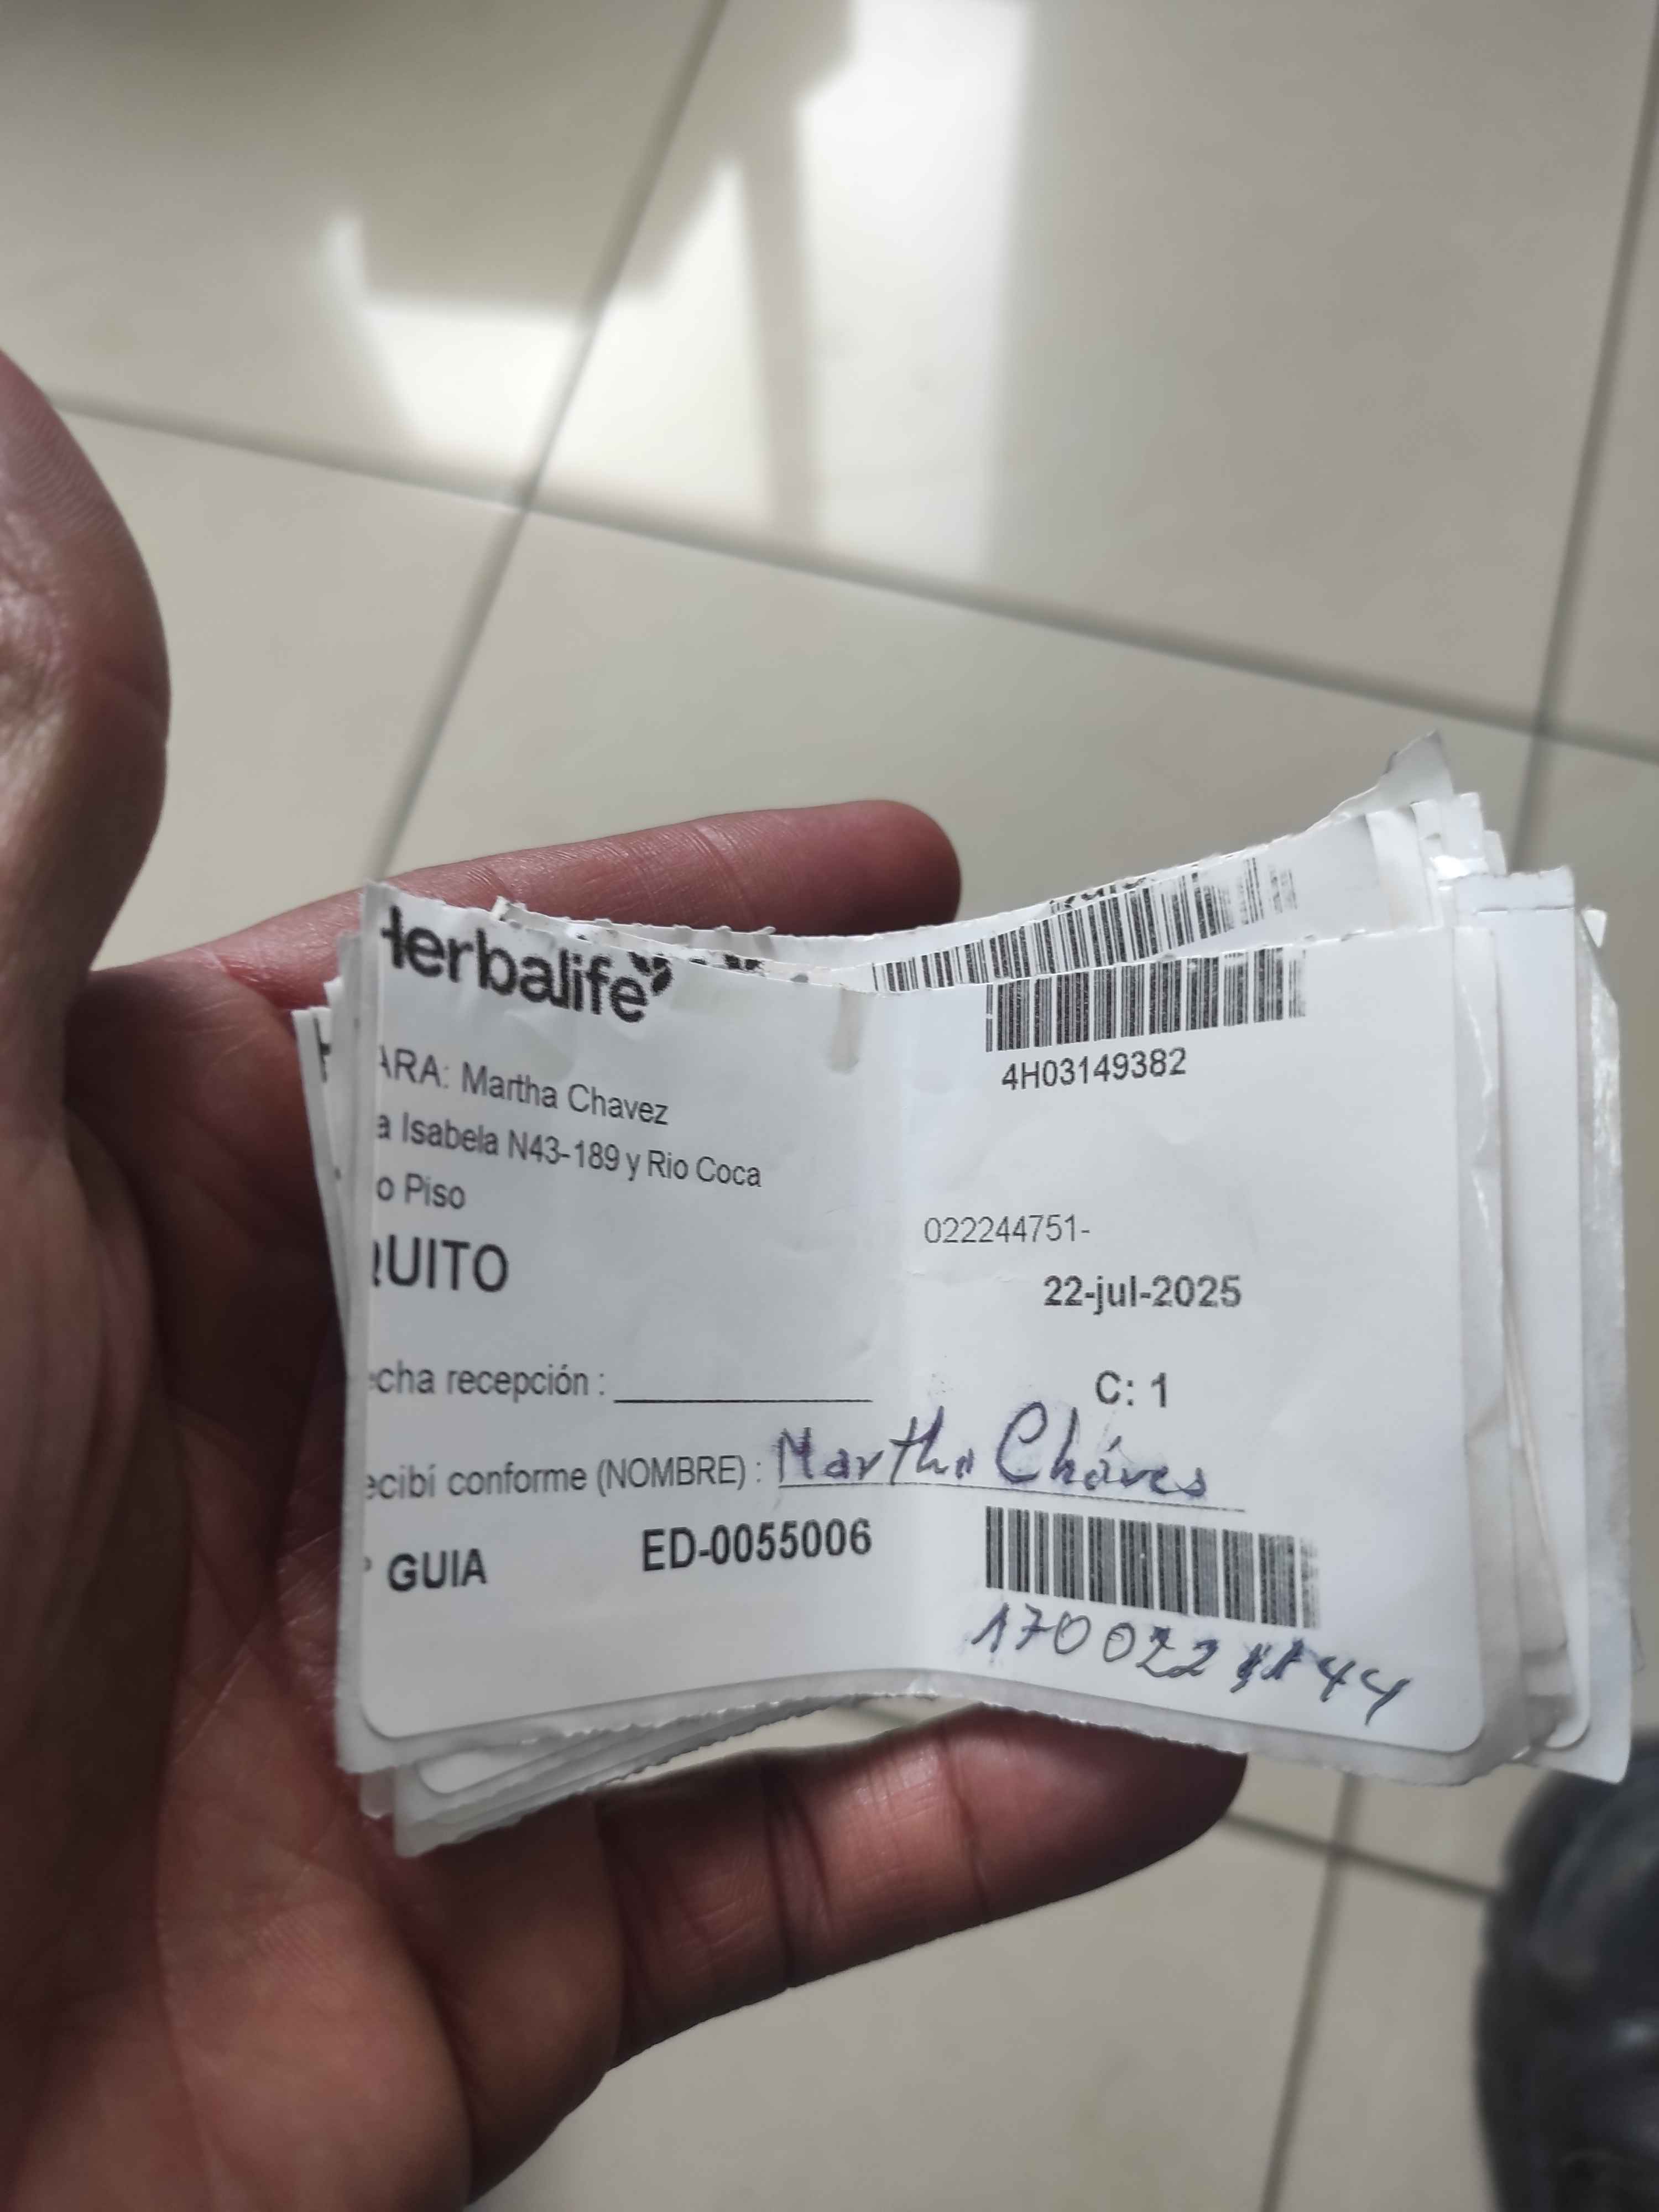 Herbalife
ARA: Martha Chavez
a Isabela N43-189 y Rio Coca
o Piso
QUITO
4H03149382
022244751-
22-jul-2025
echa recepción : 
C: 1
ecibí conforme (NOMBRE) : Martha Cháves
° GUIA ED-0055006